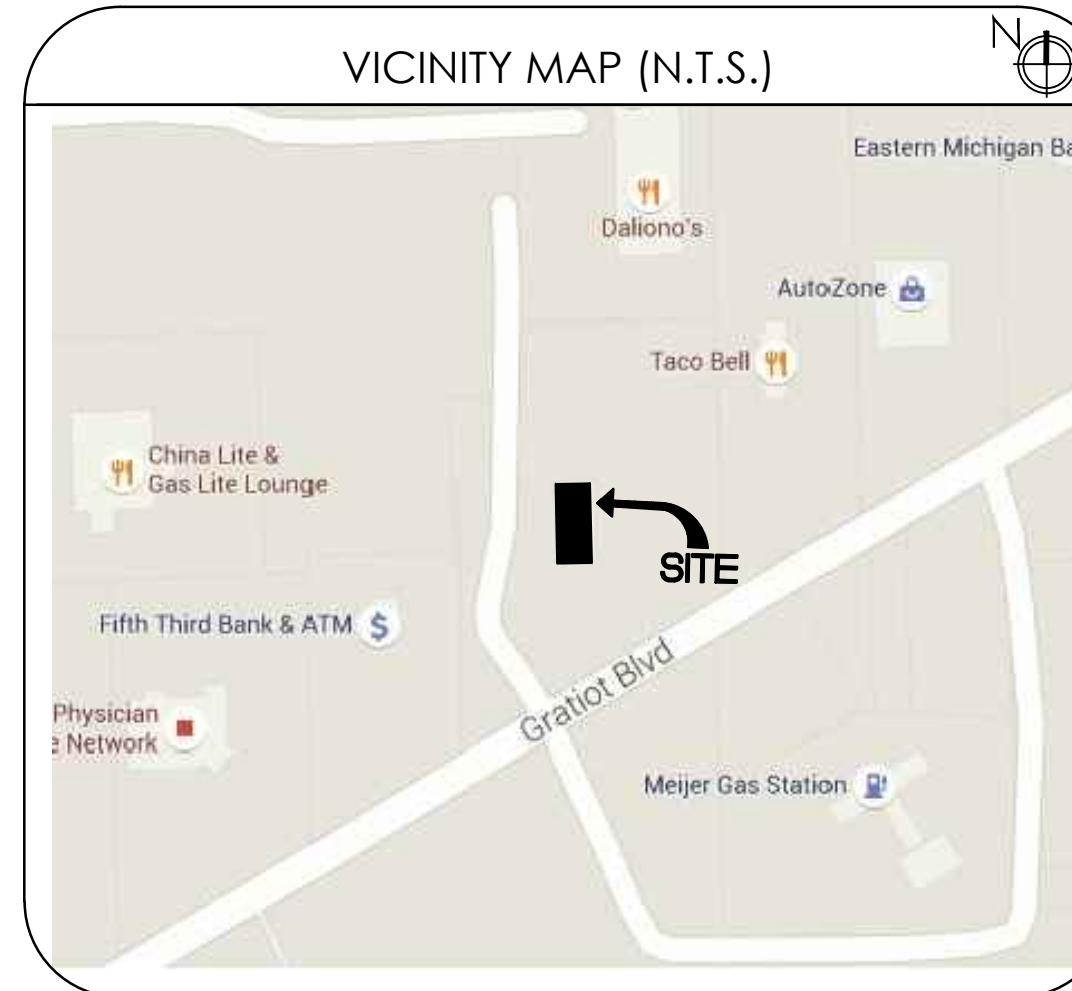 VICINITY MAP (N.T.S.)
N
Eastern Michigan Ba
Daliono's
AutoZone
Taco Bell
China Lite &
Gas Lite Lounge
SITE
Fifth Third Bank & ATM
$
Gratiot Blvd
Physician
e Network
Meijer Gas Station